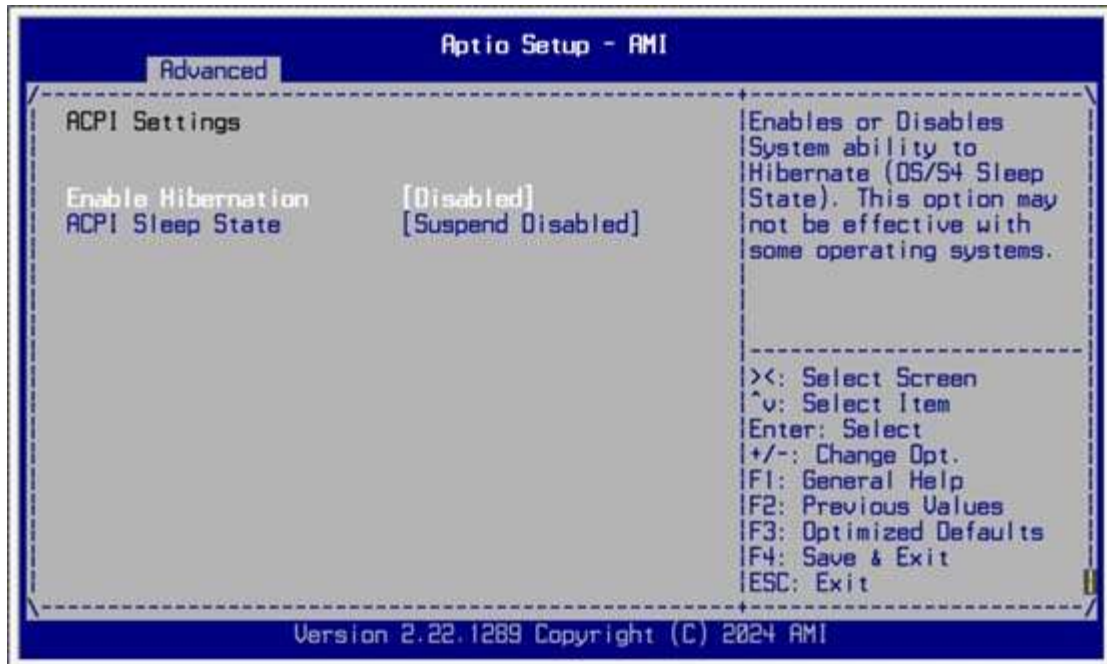 Aptio Setup - AMI
Advanced
ACPI Settings
Enable Hibernation [Disabled]
ACPI Sleep State [Suspend Disabled]
Enables or Disables
System ability to
Hibernate (OS/S4 Sleep
State). This option may
not be effective with
some operating systems.
><: Select Screen
^v: Select Item
Enter: Select
+/-: Change Opt.
F1: General Help
F2: Previous Values
F3: Optimized Defaults
F4: Save & Exit
ESC: Exit
Version 2.22.1289 Copyright (C) 2024 AMI